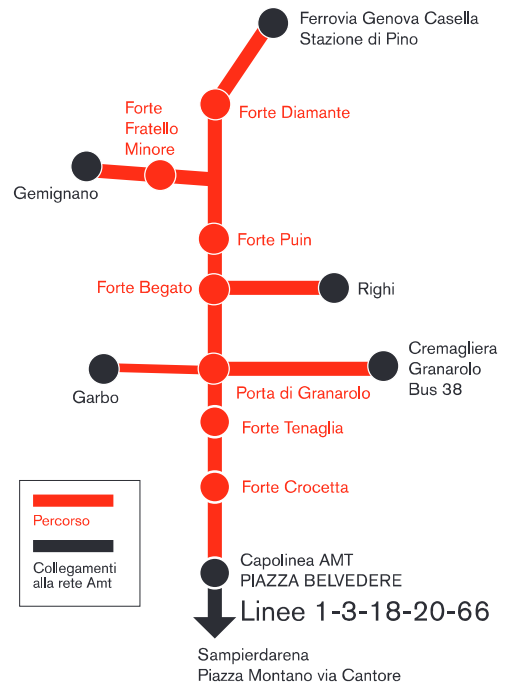 Ferrovia Genova Casella
Stazione di Pino
Forte
Fratello
Minore
Forte Diamante
Gemignano
Forte Puin
Forte Begato
Righi
Cremagliera
Granarolo
Bus 38
Garbo
Porta di Granarolo
Forte Tenaglia
Forte Crocetta
Percorso
Collegamenti
alla rete Amt
Capolinea AMT
PIAZZA BELVEDERE
Linee 1-3-18-20-66
Sampierdarena
Piazza Montano via Cantore